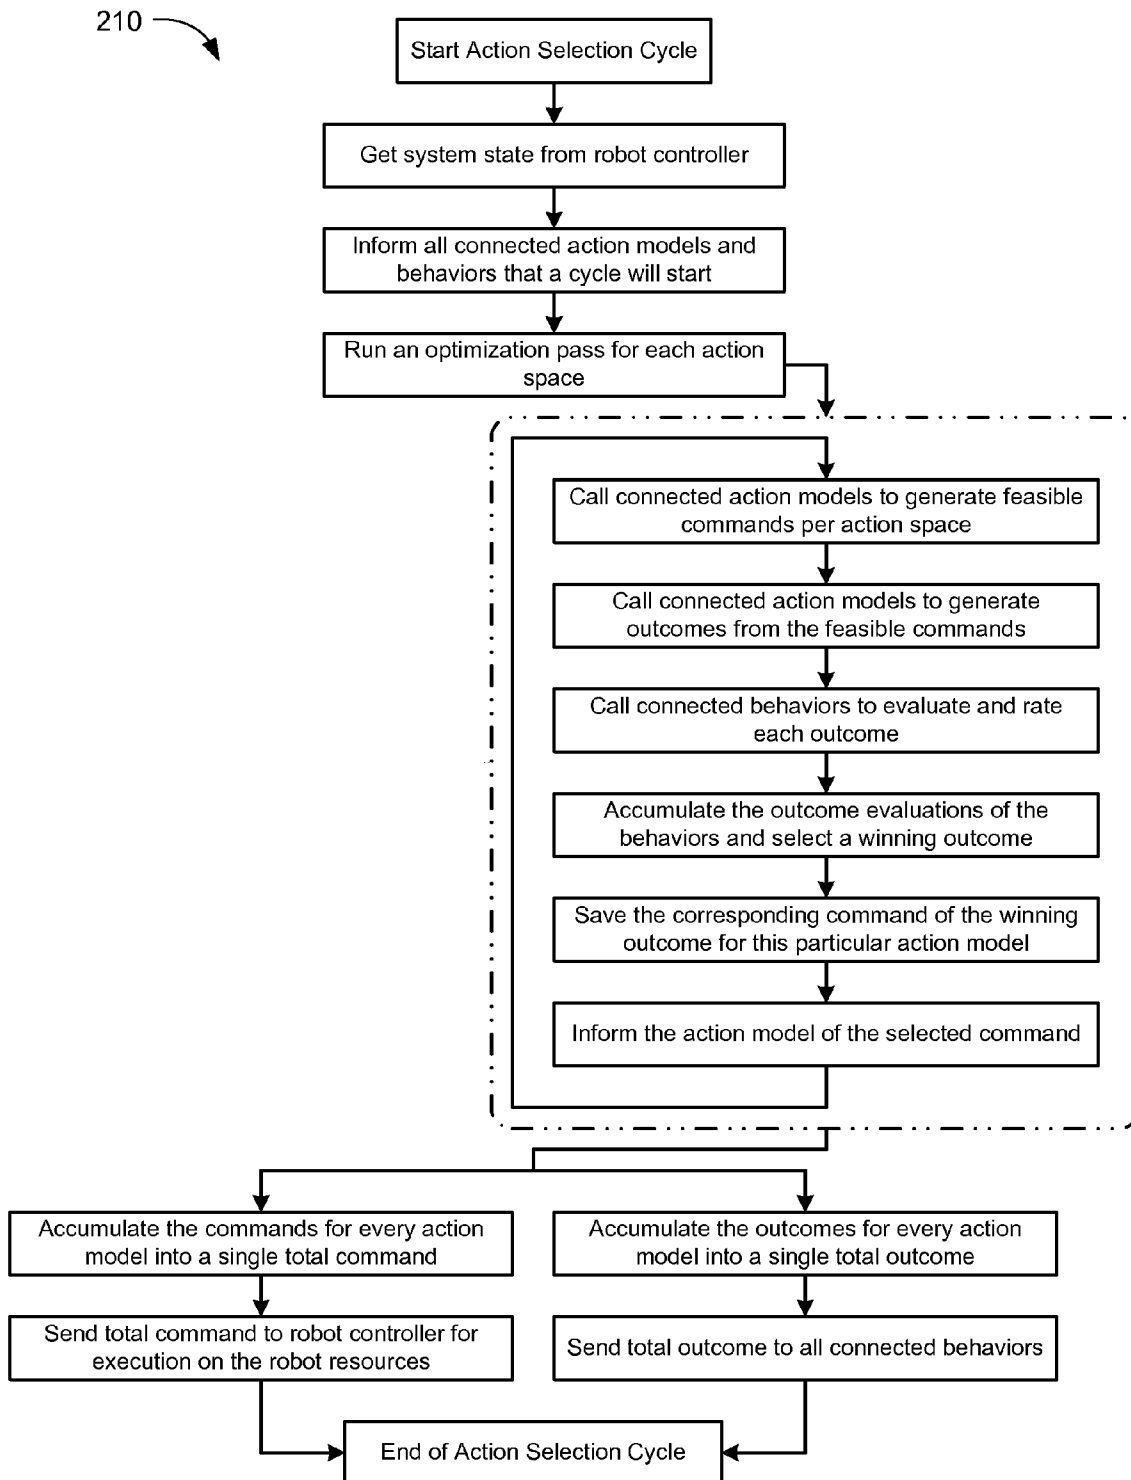 210
Start Action Selection Cycle
Get system state from robot controller
Inform all connected action models and
behaviors that a cycle will start
Run an optimization pass for each action
space
Call connected action models to generate feasible
commands per action space
Call connected action models to generate
outcomes from the feasible commands
Call connected behaviors to evaluate and rate
each outcome
Accumulate the outcome evaluations of the
behaviors and select a winning outcome
Save the corresponding command of the winning
outcome for this particular action model
Inform the action model of the selected command
Accumulate the commands for every action
model into a single total command
Accumulate the outcomes for every action
model into a single total outcome
Send total command to robot controller for
execution on the robot resources
Send total outcome to all connected behaviors
End of Action Selection Cycle